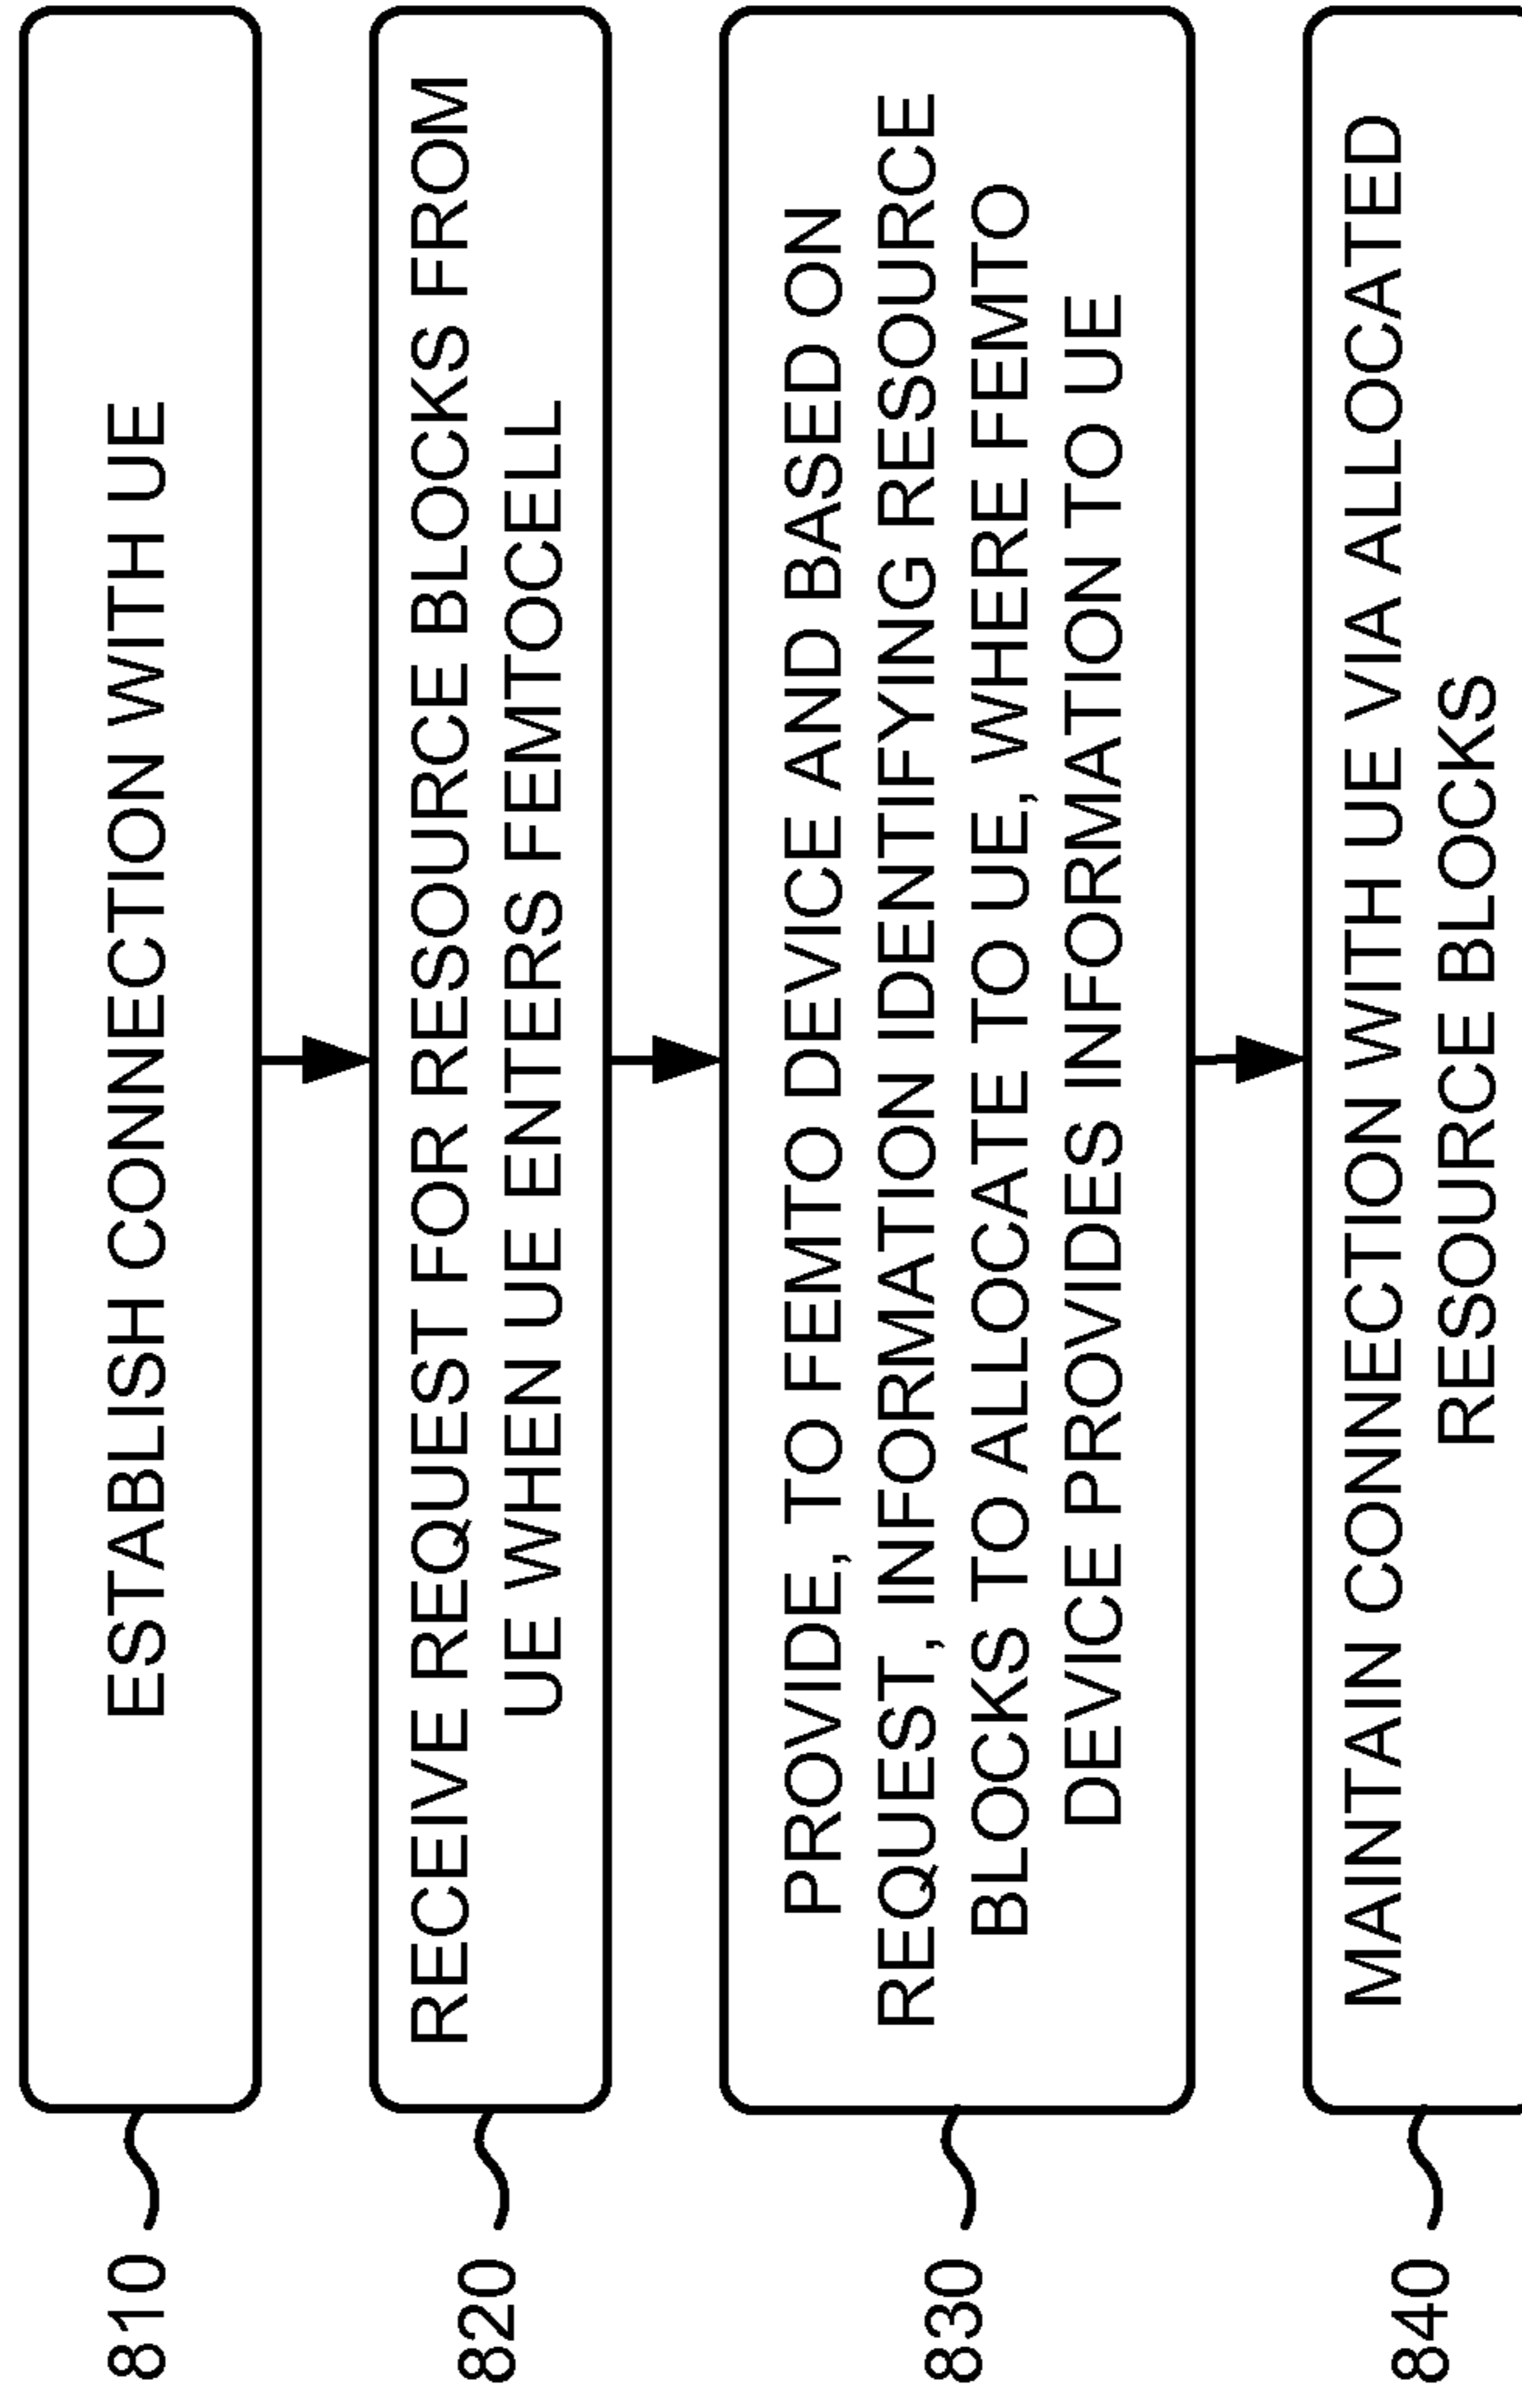 810
ESTABLISH CONNECTION WITH UE
820
RECEIVE REQUEST FOR RESOURCE BLOCKS FROM
UE WHEN UE ENTERS FEMTOCELL
830
PROVIDE, TO FEMTO DEVICE AND BASED ON
REQUEST, INFORMATION IDENTIFYING RESOURCE
BLOCKS TO ALLOCATE TO UE, WHERE FEMTO
DEVICE PROVIDES INFORMATION TO UE
840
MAINTAIN CONNECTION WITH UE VIA ALLOCATED
RESOURCE BLOCKS